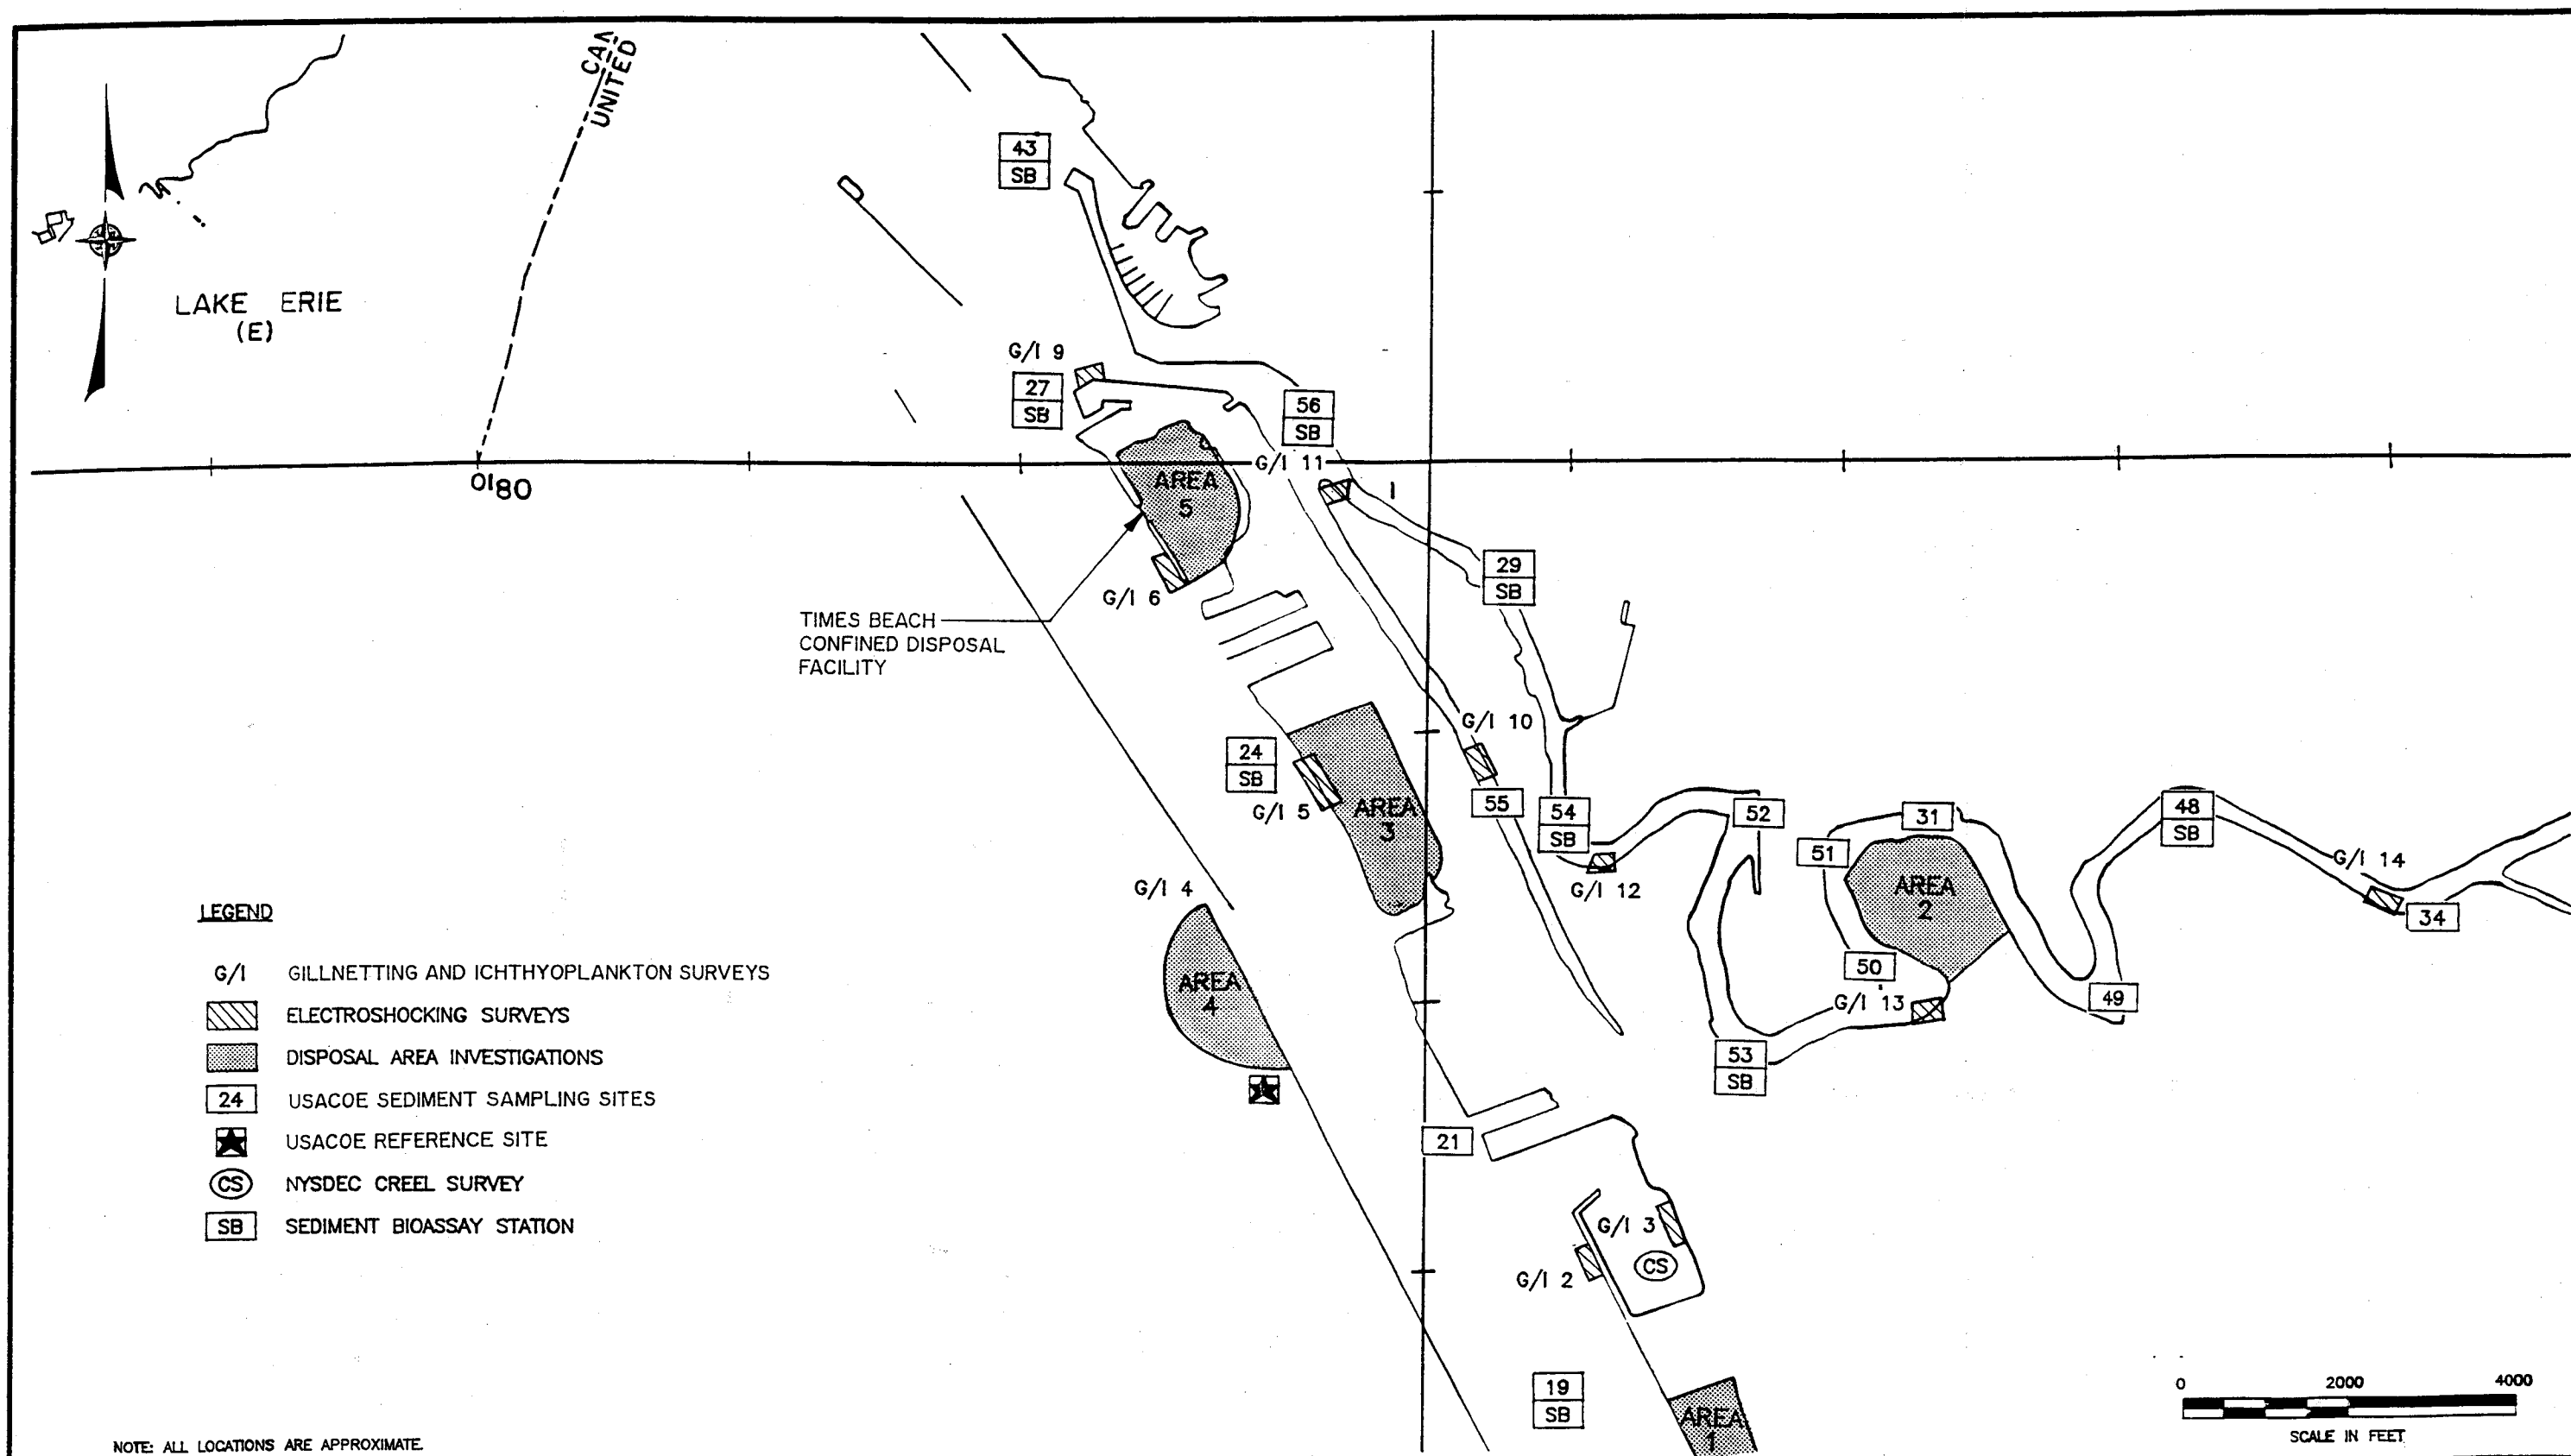 CAN
UNITED
43
SB
LAKE ERIE
(E)
G/I 9
27
SB
56
SB
G/I 11
0180
AREA
5
29
SB
G/I 6
TIMES BEACH
CONFINED DISPOSAL
FACILITY
G/I 10
24
SB
G/I 5
AREA
3
55
54
SB
52
31
48
SB
51
G/I 14
G/I 12
AREA
2
34
G/I 4
LEGEND
G/I GILLNETTING AND ICHTHYOPLANKTON SURVEYS
ELECTROSHOCKING SURVEYS
DISPOSAL AREA INVESTIGATIONS
24 USACOE SEDIMENT SAMPLING SITES
USACOE REFERENCE SITE
CS NYSDEC CREEL SURVEY
SB SEDIMENT BIOASSAY STATION
AREA
4
50
G/I 13
49
53
SB
21
G/I 3
CS
G/I 2
19
SB
AREA
1
0 2000 4000
SCALE IN FEET
NOTE: ALL LOCATIONS ARE APPROXIMATE.